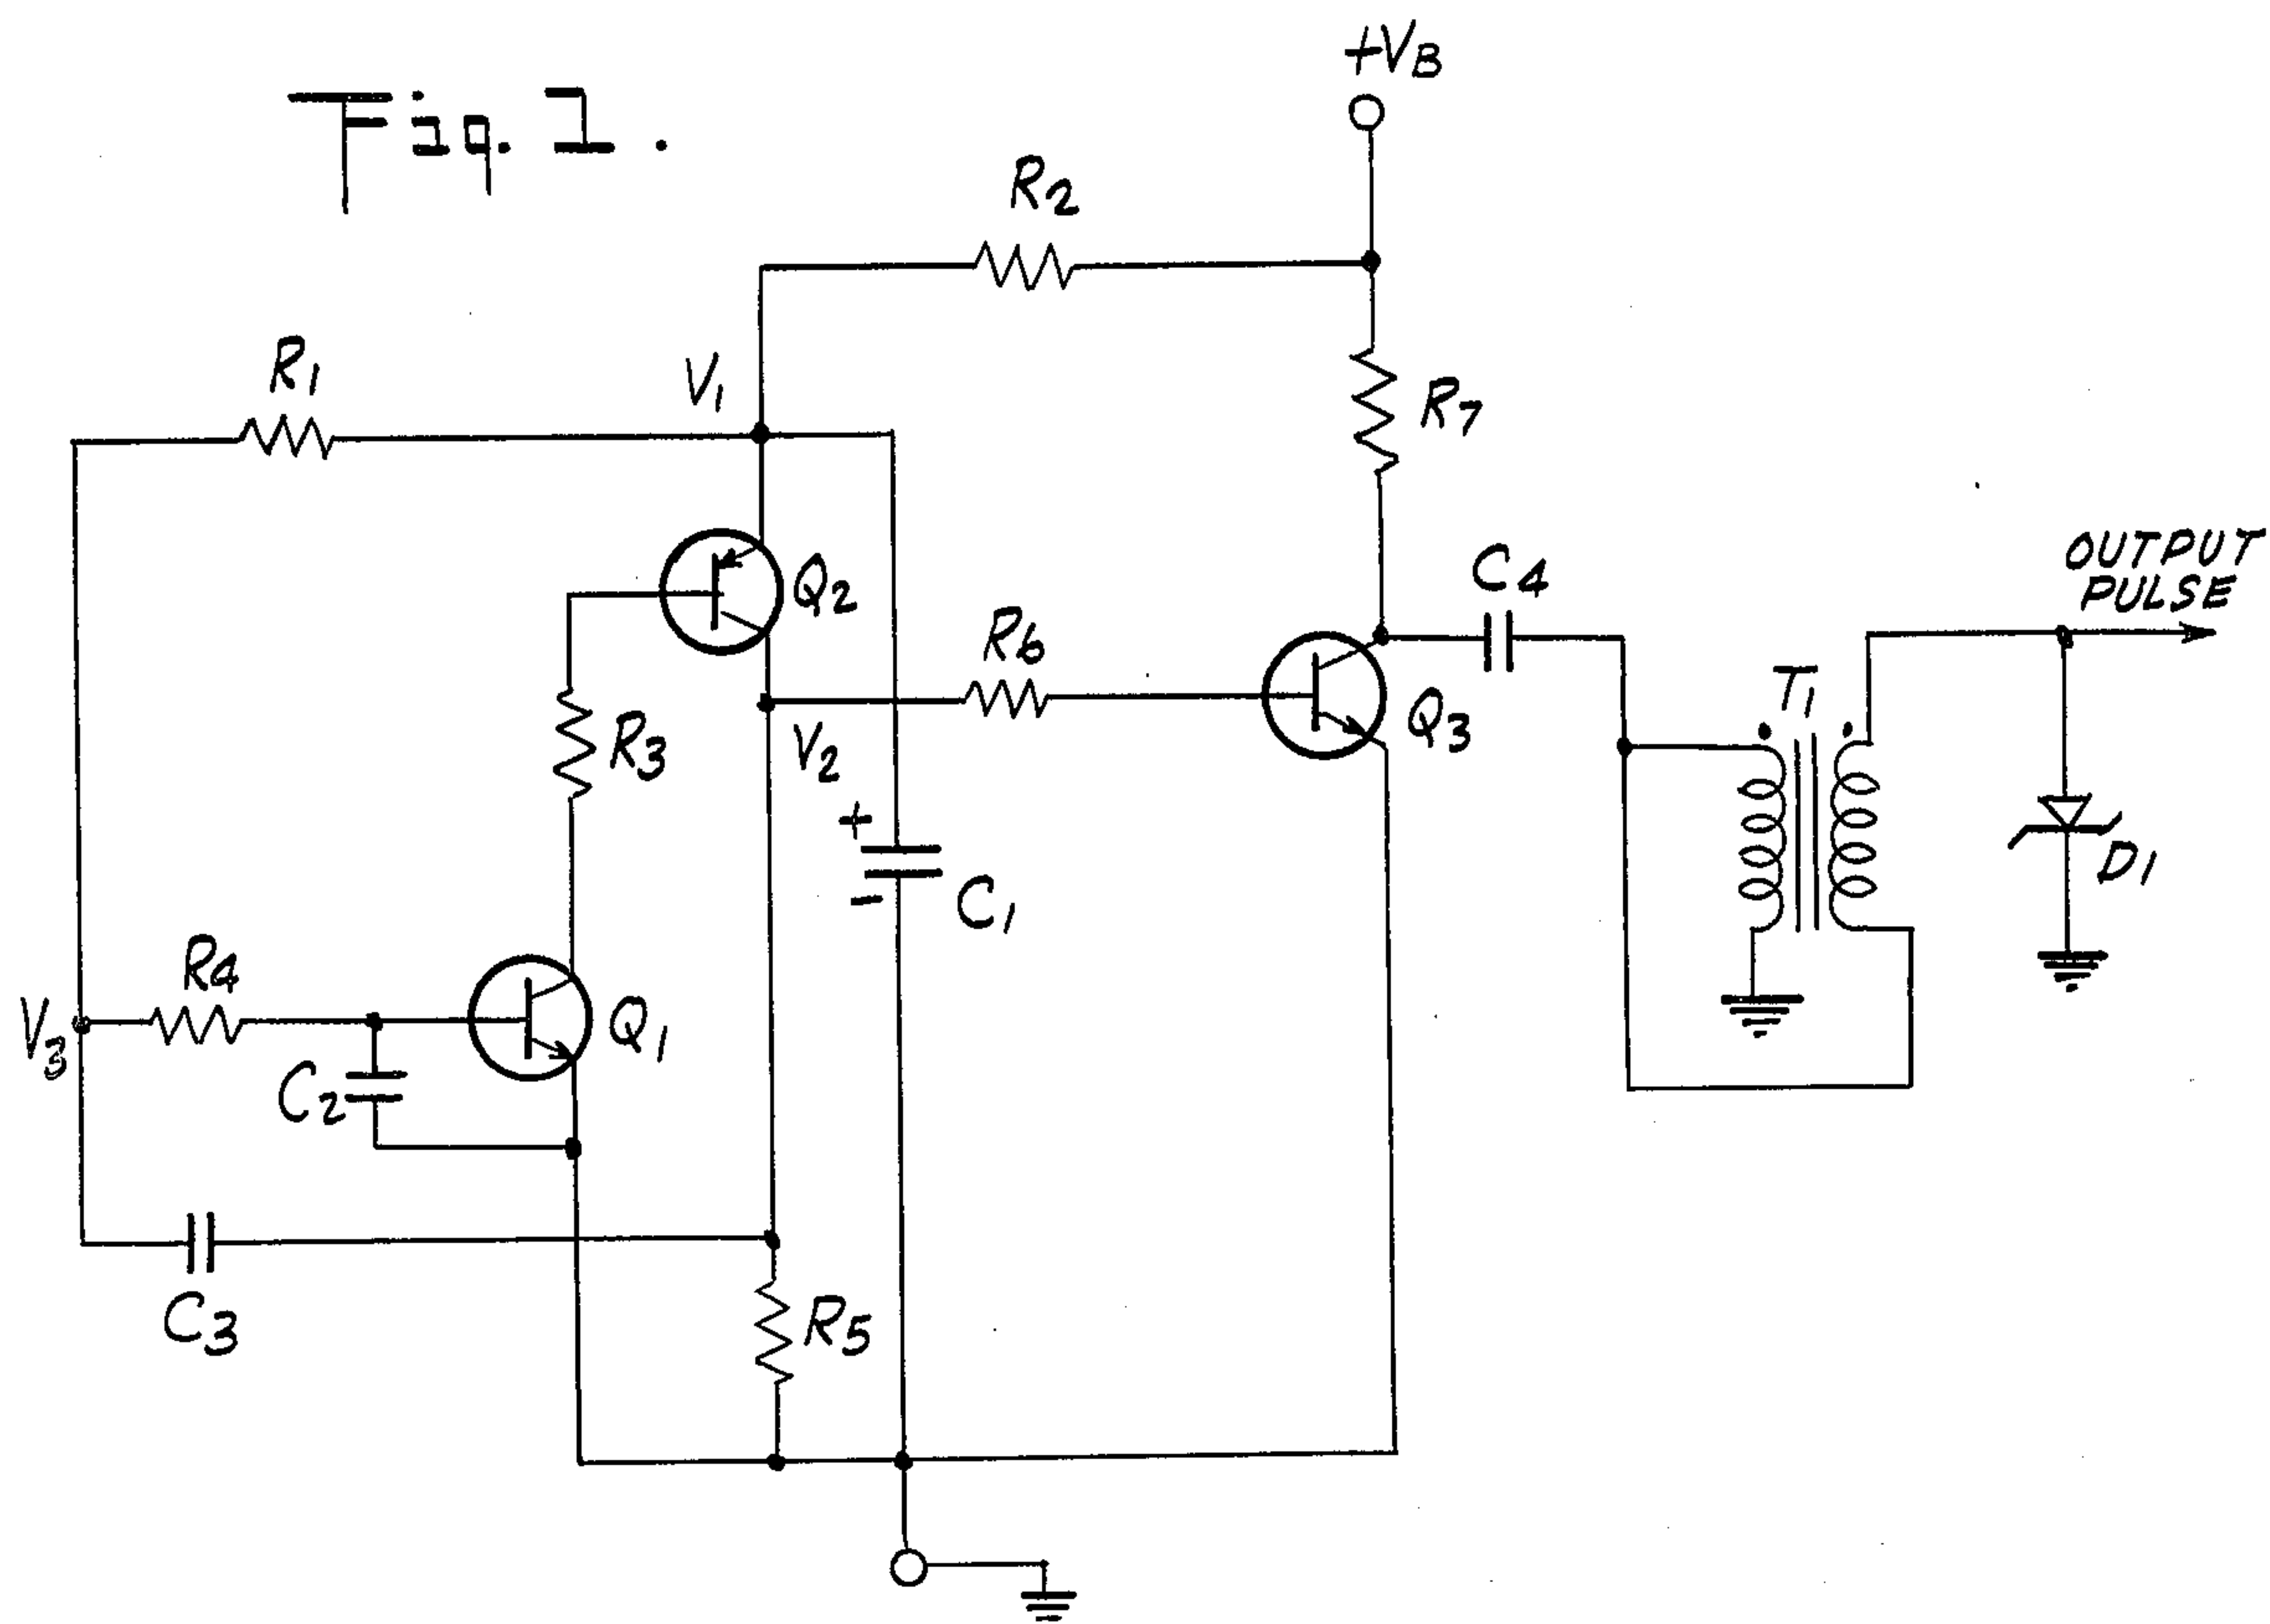 Fig. 1.
+VB
R2
R1
V1
R7
Q2
C4
OUTPUT
PULSE
R6
T1
R3
V2
Q3
+
D1
-
C1
R4
V3
Q1
C2
C3
R5